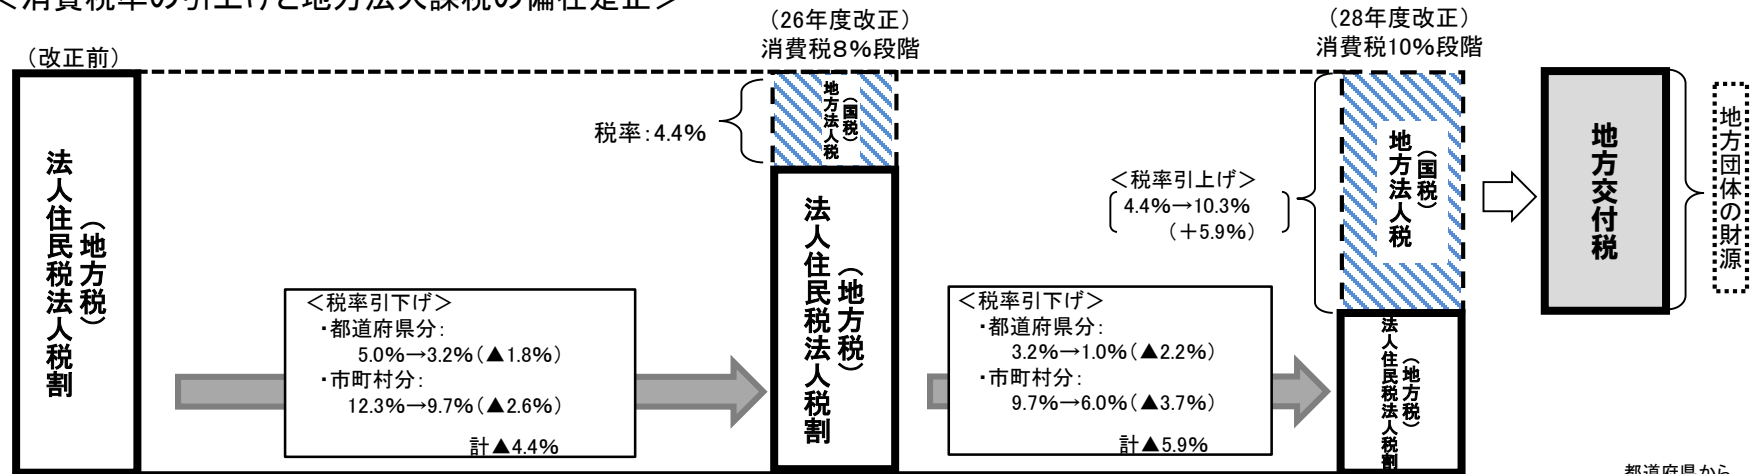 ＜消費税率の引上げと地方法人課税の偏在是正＞
（改正前）
法人住民税法人税割
（地方税）
＜税率引下げ＞
・都道府県分：
5.0%→3.2%（▲1.8%）
・市町村分：
12.3%→9.7%（▲2.6%）
計▲4.4%
（26年度改正）
消費税8％段階
税率：4.4%
地方法人税
（国税）
法人住民税法人税割
（地方税）
＜税率引下げ＞
・都道府県分：
3.2%→1.0%（▲2.2%）
・市町村分：
9.7%→6.0%（▲3.7%）
計▲5.9%
（28年度改正）
消費税10％段階
＜税率引上げ＞
4.4%→10.3%
（＋5.9%）
地方法人税
（国税）
法人住民税法人税割
（地方税）
地方交付税
地方団体の財源
都道府県から